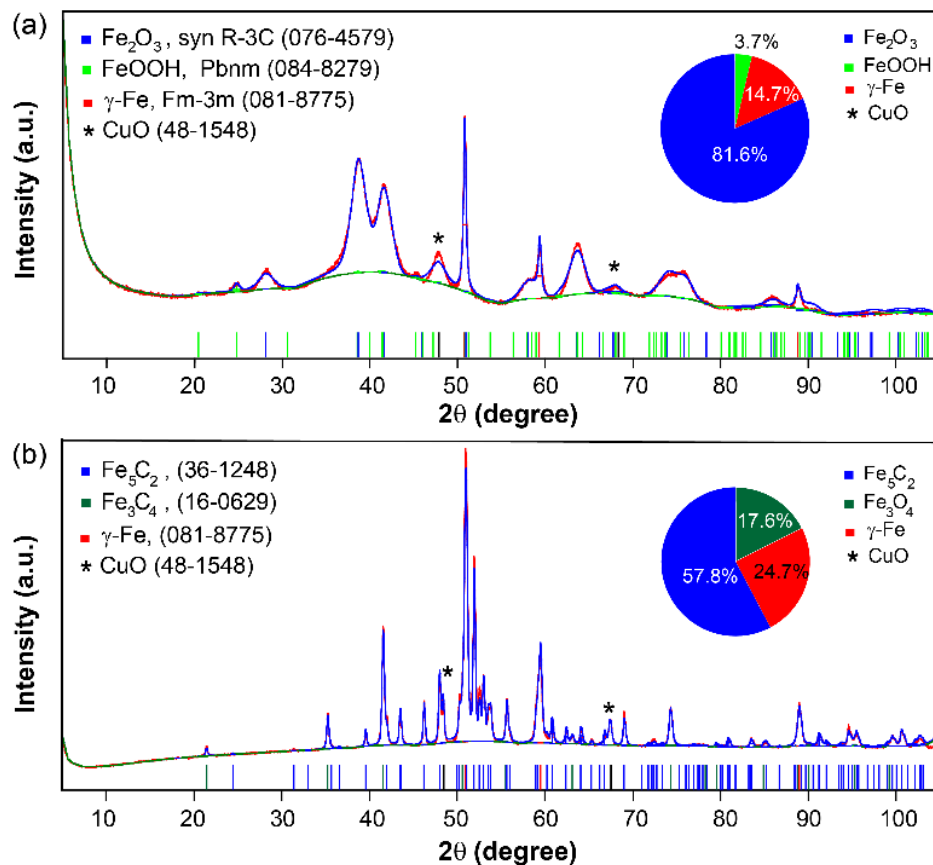 (a)
Fe₂O₃, syn R-3C (076-4579)
FeOOH, Pbnm (084-8279)
γ-Fe, Fm-3m (081-8775)
* CuO (48-1548)
3.7%
14.7%
81.6%
Fe₂O₃
FeOOH
γ-Fe
* CuO
*
*
Intensity (a.u.)
10 20 30 40 50 60 70 80 90 100
2θ (degree)
(b)
Fe₅C₂ , (36-1248)
Fe₃C₄ , (16-0629)
γ-Fe, (081-8775)
* CuO (48-1548)
17.6%
57.8%
24.7%
Fe₅C₂
Fe₃O₄
γ-Fe
* CuO
*
*
Intensity (a.u.)
10 20 30 40 50 60 70 80 90 100
2θ (degree)